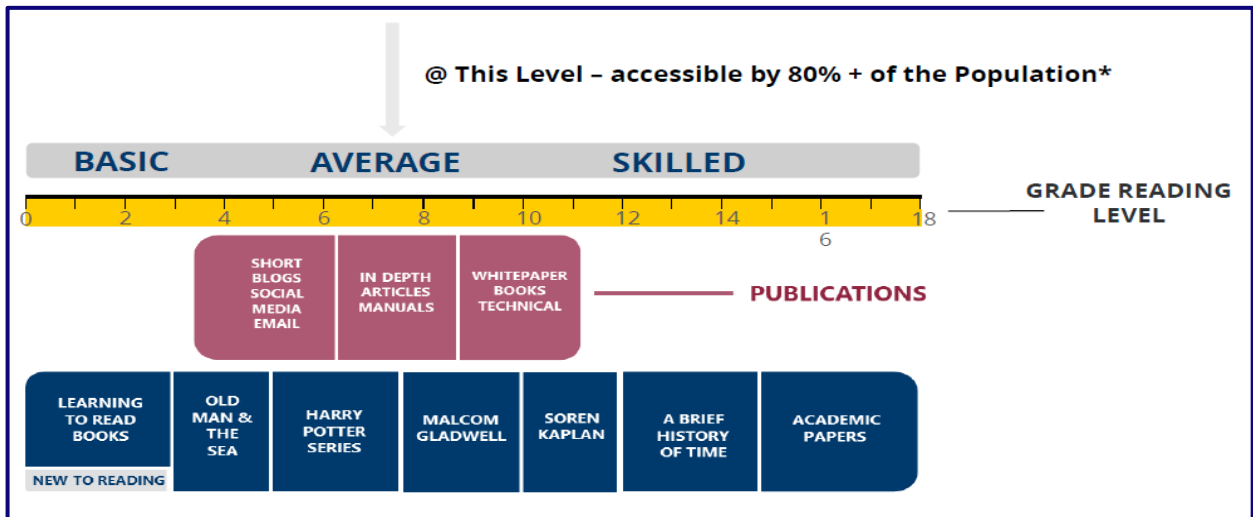 @ This Level – accessible by 80% + of the Population*
BASIC AVERAGE SKILLED
0 2 4 6 8 10 12 14 1 18
6
GRADE READING
LEVEL
SHORT
BLOGS
SOCIAL
MEDIA
EMAIL
IN DEPTH
ARTICLES
MANUALS
WHITEPAPER
BOOKS
TECHNICAL
PUBLICATIONS
LEARNING
TO READ
BOOKS
NEW TO READING
OLD
MAN &
THE
SEA
HARRY
POTTER
SERIES
MALCOM
GLADWELL
SOREN
KAPLAN
A BRIEF
HISTORY
OF TIME
ACADEMIC
PAPERS